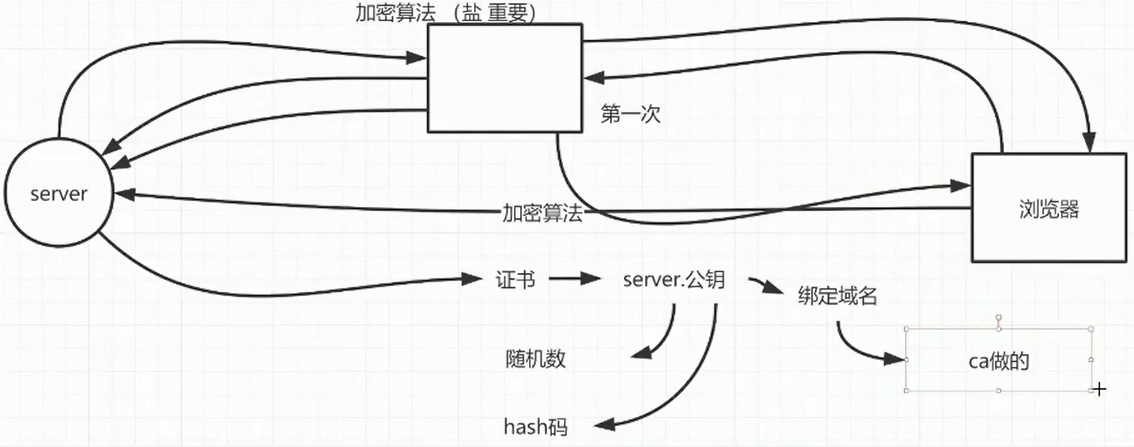 加密算法 （盐 重要）
第一次
server
加密算法
浏览器
证书
server.公钥
绑定域名
随机数
ca做的
hash码